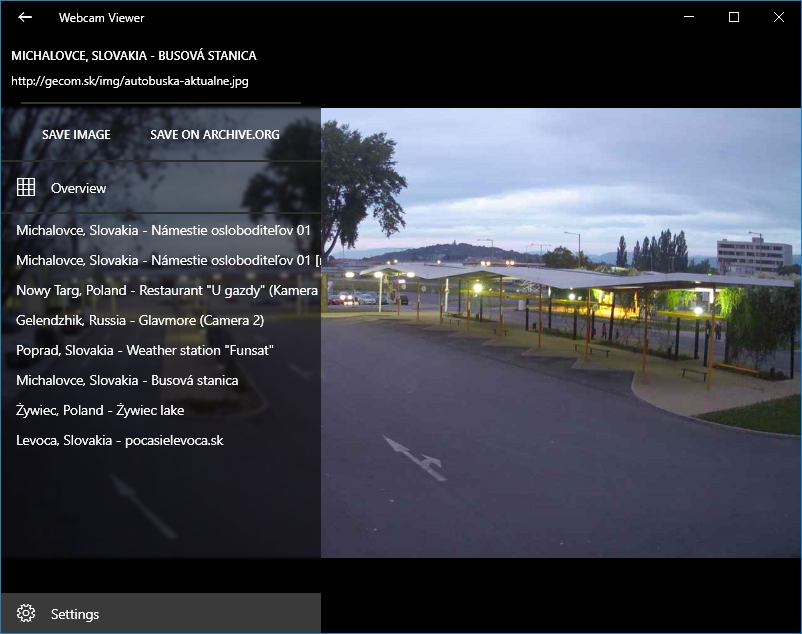 Webcam Viewer
MICHALOVCE, SLOVAKIA - BUSOVÁ STANICA
http://gecom.sk/img/autobuska-aktualne.jpg
SAVE IMAGE SAVE ON ARCHIVE.ORG
Overview
Michalovce, Slovakia - Námestie osloboditeľov 01
Michalovce, Slovakia - Námestie osloboditeľov 01
Nowy Targ, Poland - Restaurant "U gazdy" (Kamera
Gelendzhik, Russia - Glavmore (Camera 2)
Poprad, Slovakia - Weather station "Funsat"
Michalovce, Slovakia - Busová stanica
Żywiec, Poland - Żywiec lake
Levoca, Slovakia - pocasielevoca.sk
Settings